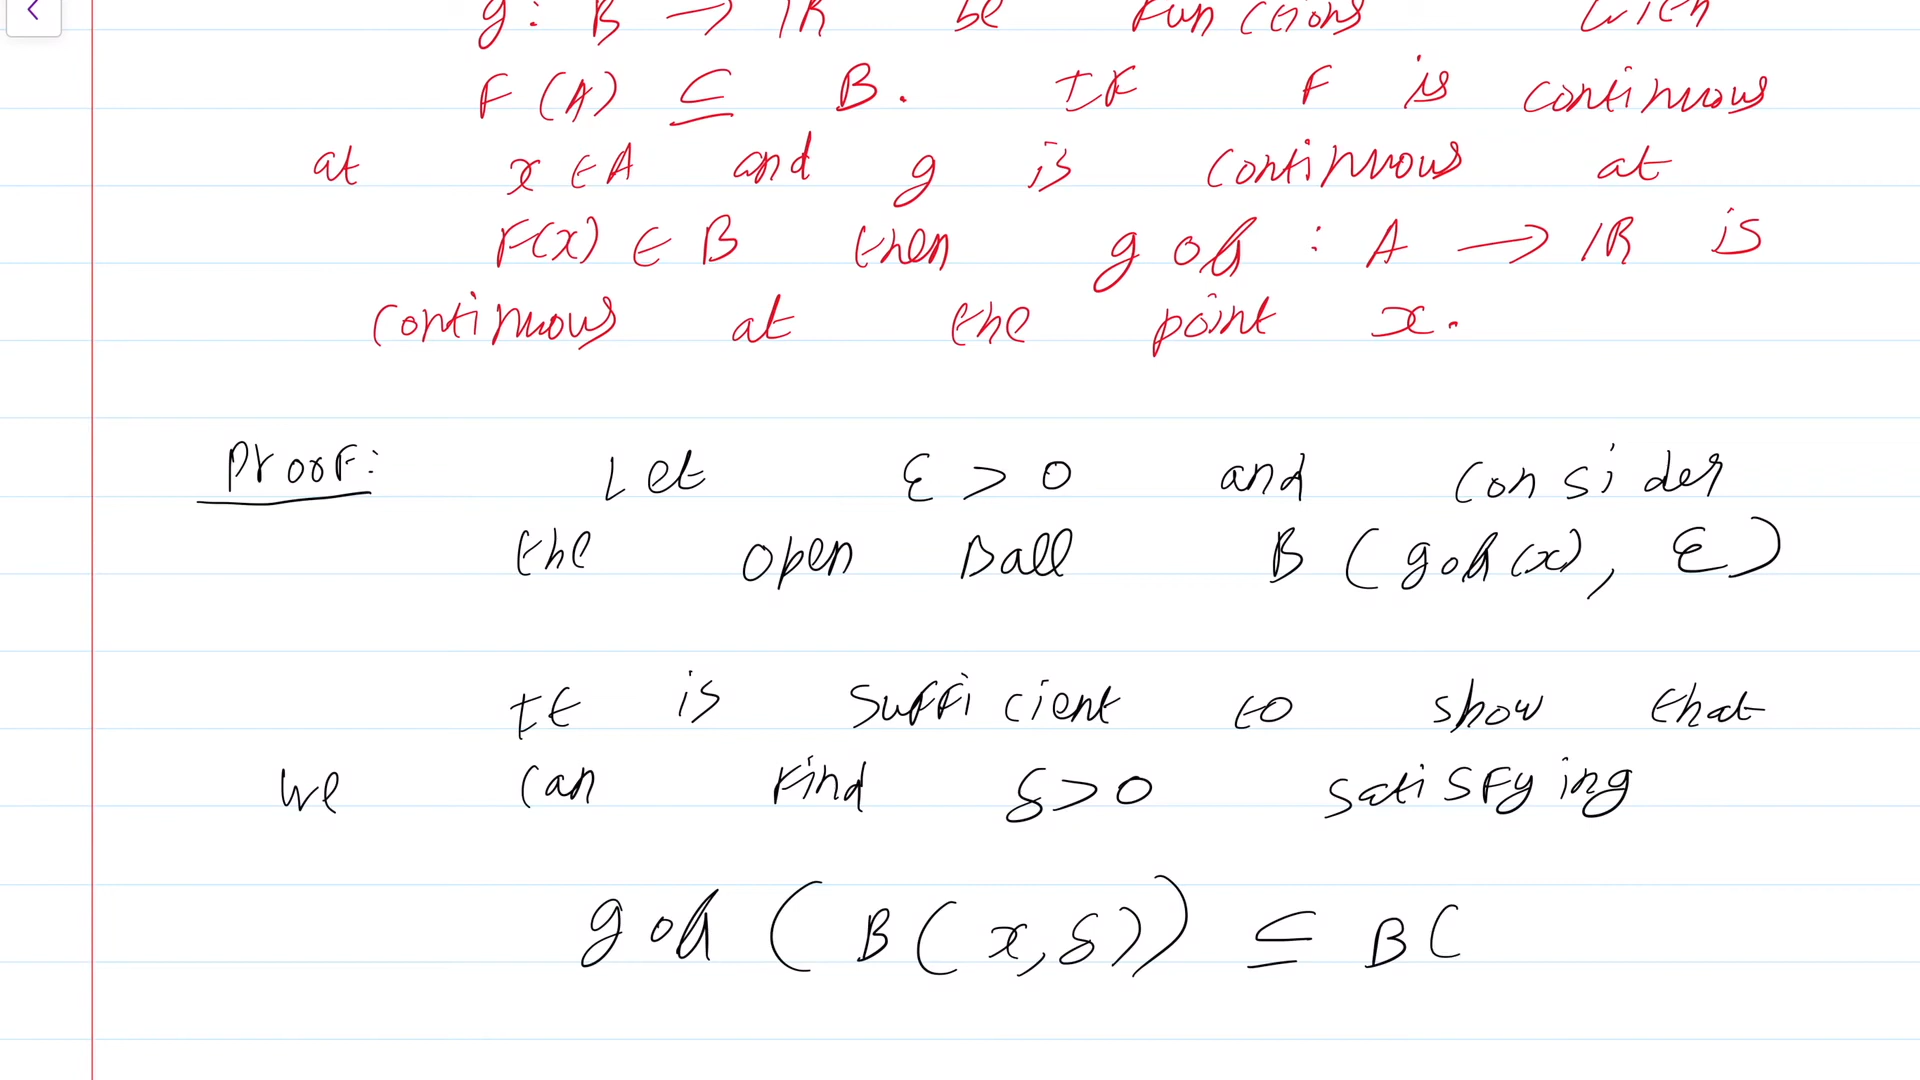 g: B → ℝ be functions with
f(A) ⊆ B. If f is continuous
at x ∈ A and g is continuous at
f(x) ∈ B then g∘f : A → ℝ is
continuous at the point x.
Proof: Let ε > 0 and consider
the open Ball B(g∘f(x), ε)
It is sufficient to show that
we can find δ>0 satisfying
g∘f(B(x,δ)) ⊆ B(